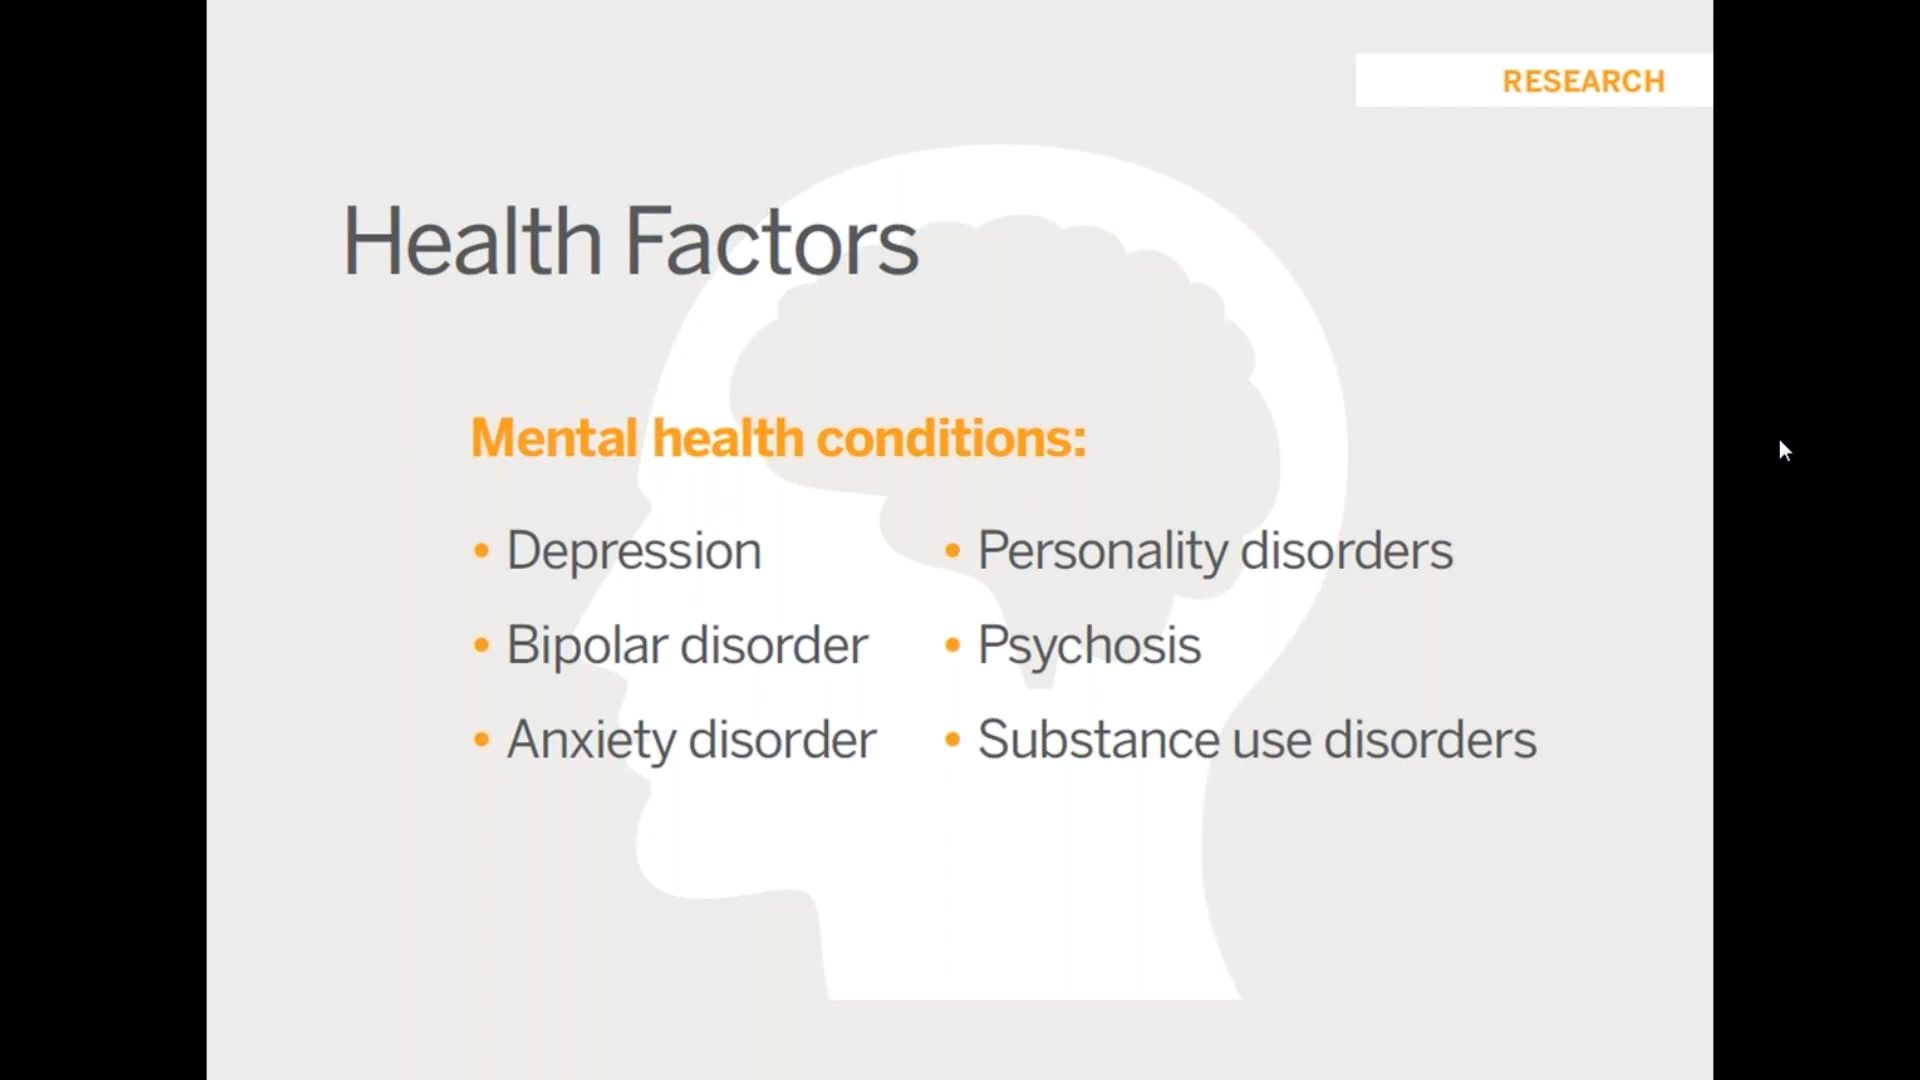 RESEARCH
Health Factors
Mental health conditions:
• Depression
• Bipolar disorder
• Anxiety disorder
• Personality disorders
• Psychosis
• Substance use disorders